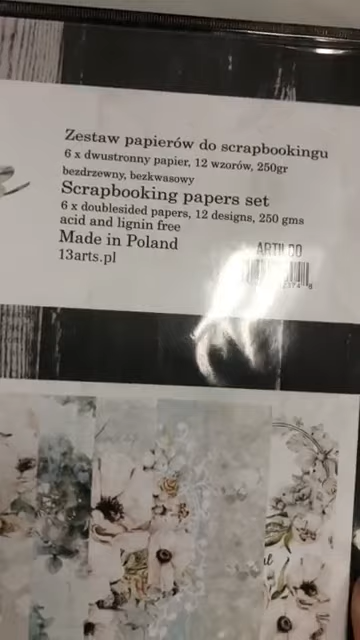 Zestaw papierów do scrapbookingu
6 x dwustronny papier, 12 wzorów, 250gr
bezdrzewny, bezkwasowy
Scrapbooking papers set
6 x doublesided papers, 12 designs, 250 gms
acid and lignin free
Made in Poland
13arts.pl